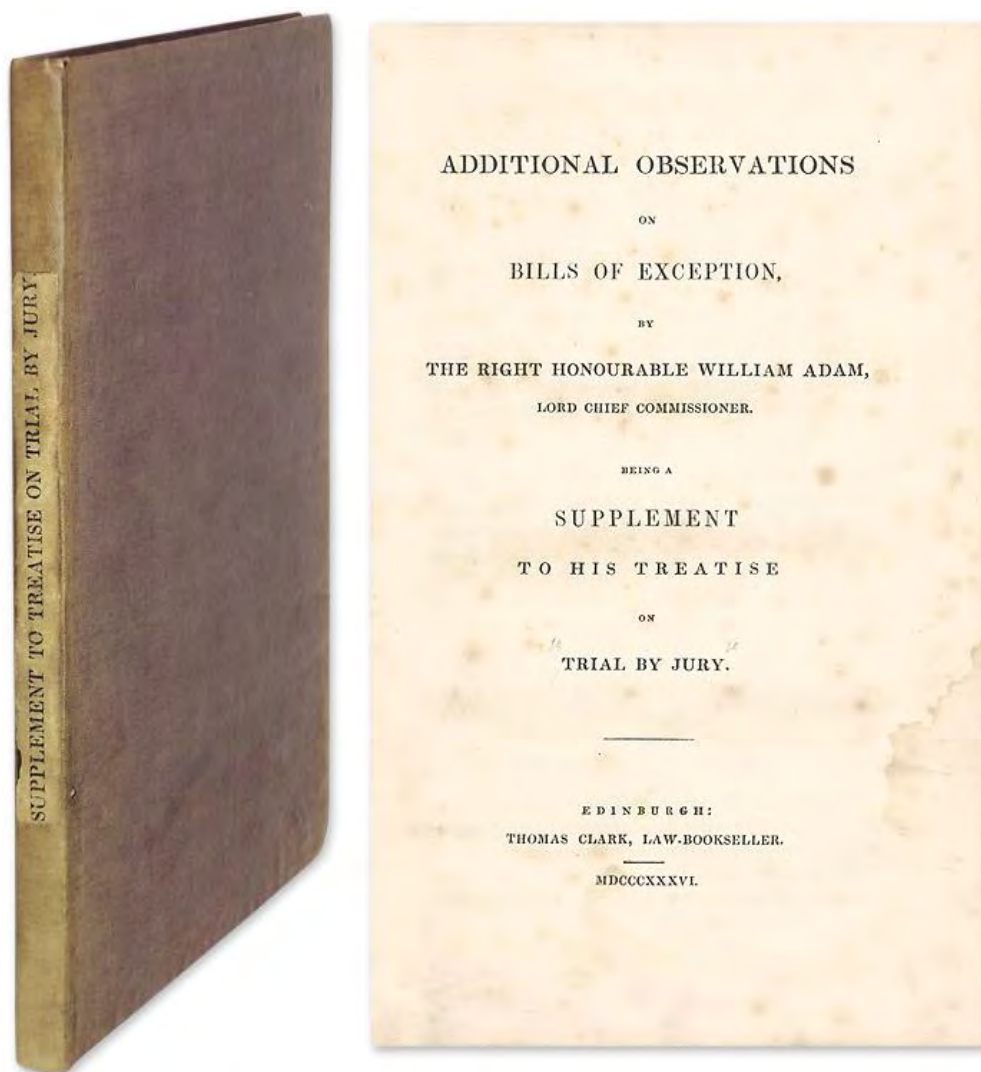 SUPPLEMENT TO TREATISE ON TRIAL BY JURY
ADDITIONAL OBSERVATIONS
ON
BILLS OF EXCEPTION,
BY
THE RIGHT HONOURABLE WILLIAM ADAM,
LORD CHIEF COMMISSIONER.
BEING A
SUPPLEMENT
TO HIS TREATISE
ON
TRIAL BY JURY.
EDINBURGH:
THOMAS CLARK, LAW-BOOKSELLER.
MDCCCXXXVI.